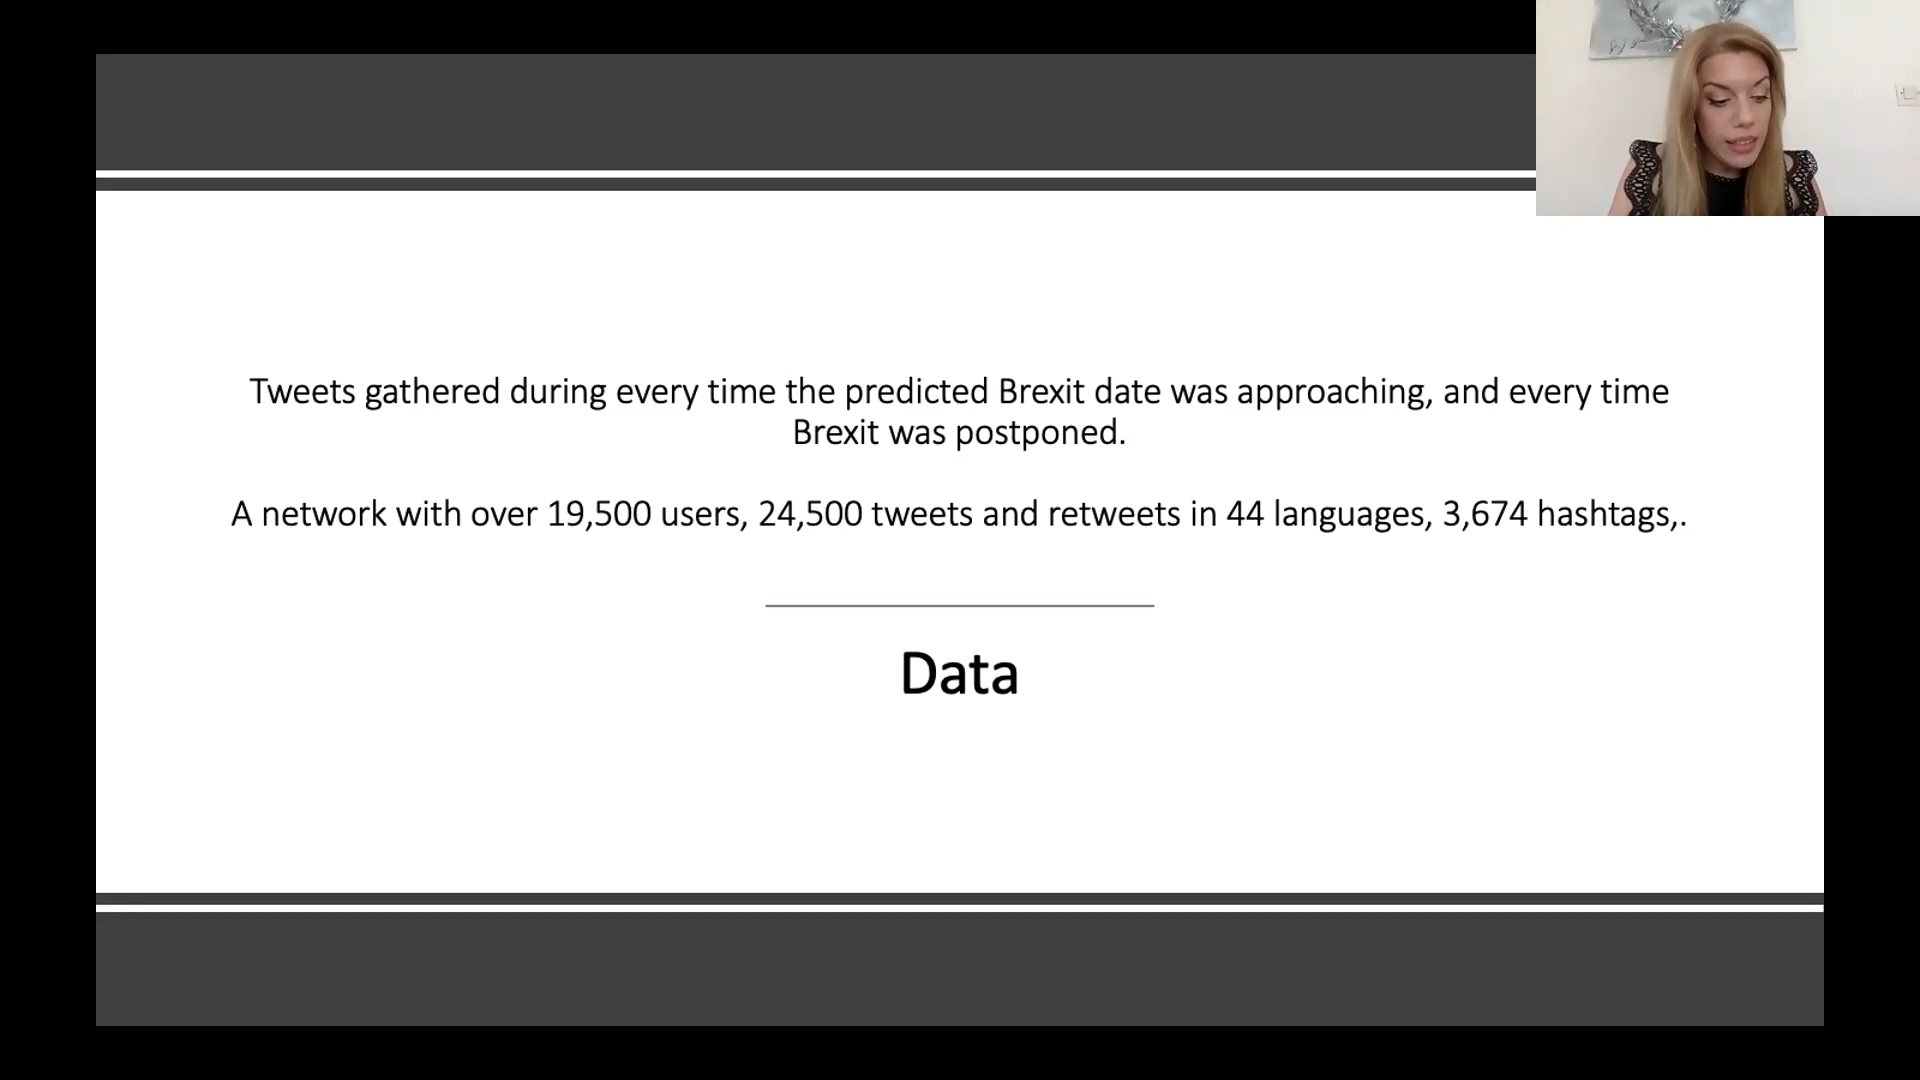 Tweets gathered during every time the predicted Brexit date was approaching, and every time
Brexit was postponed.
A network with over 19,500 users, 24,500 tweets and retweets in 44 languages, 3,674 hashtags,.
Data